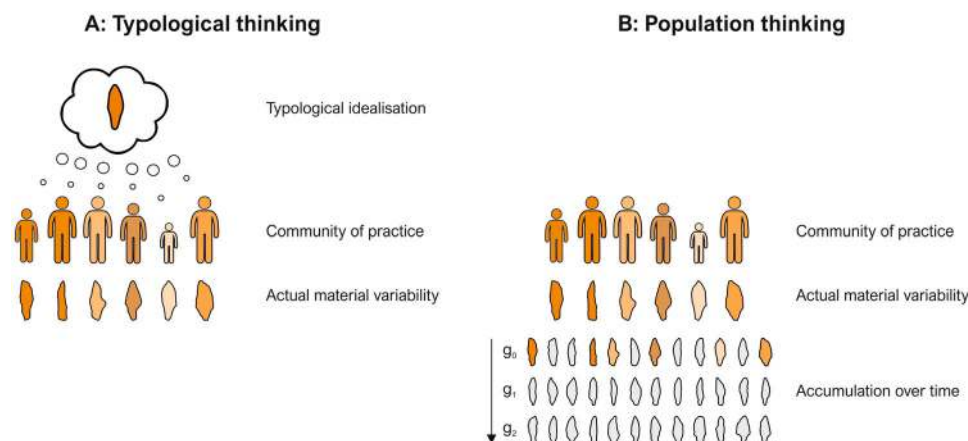 A: Typological thinking
Typological idealisation
Community of practice
Actual material variability
B: Population thinking
Community of practice
Actual material variability
g₀
g₁
g₂
Accumulation over time